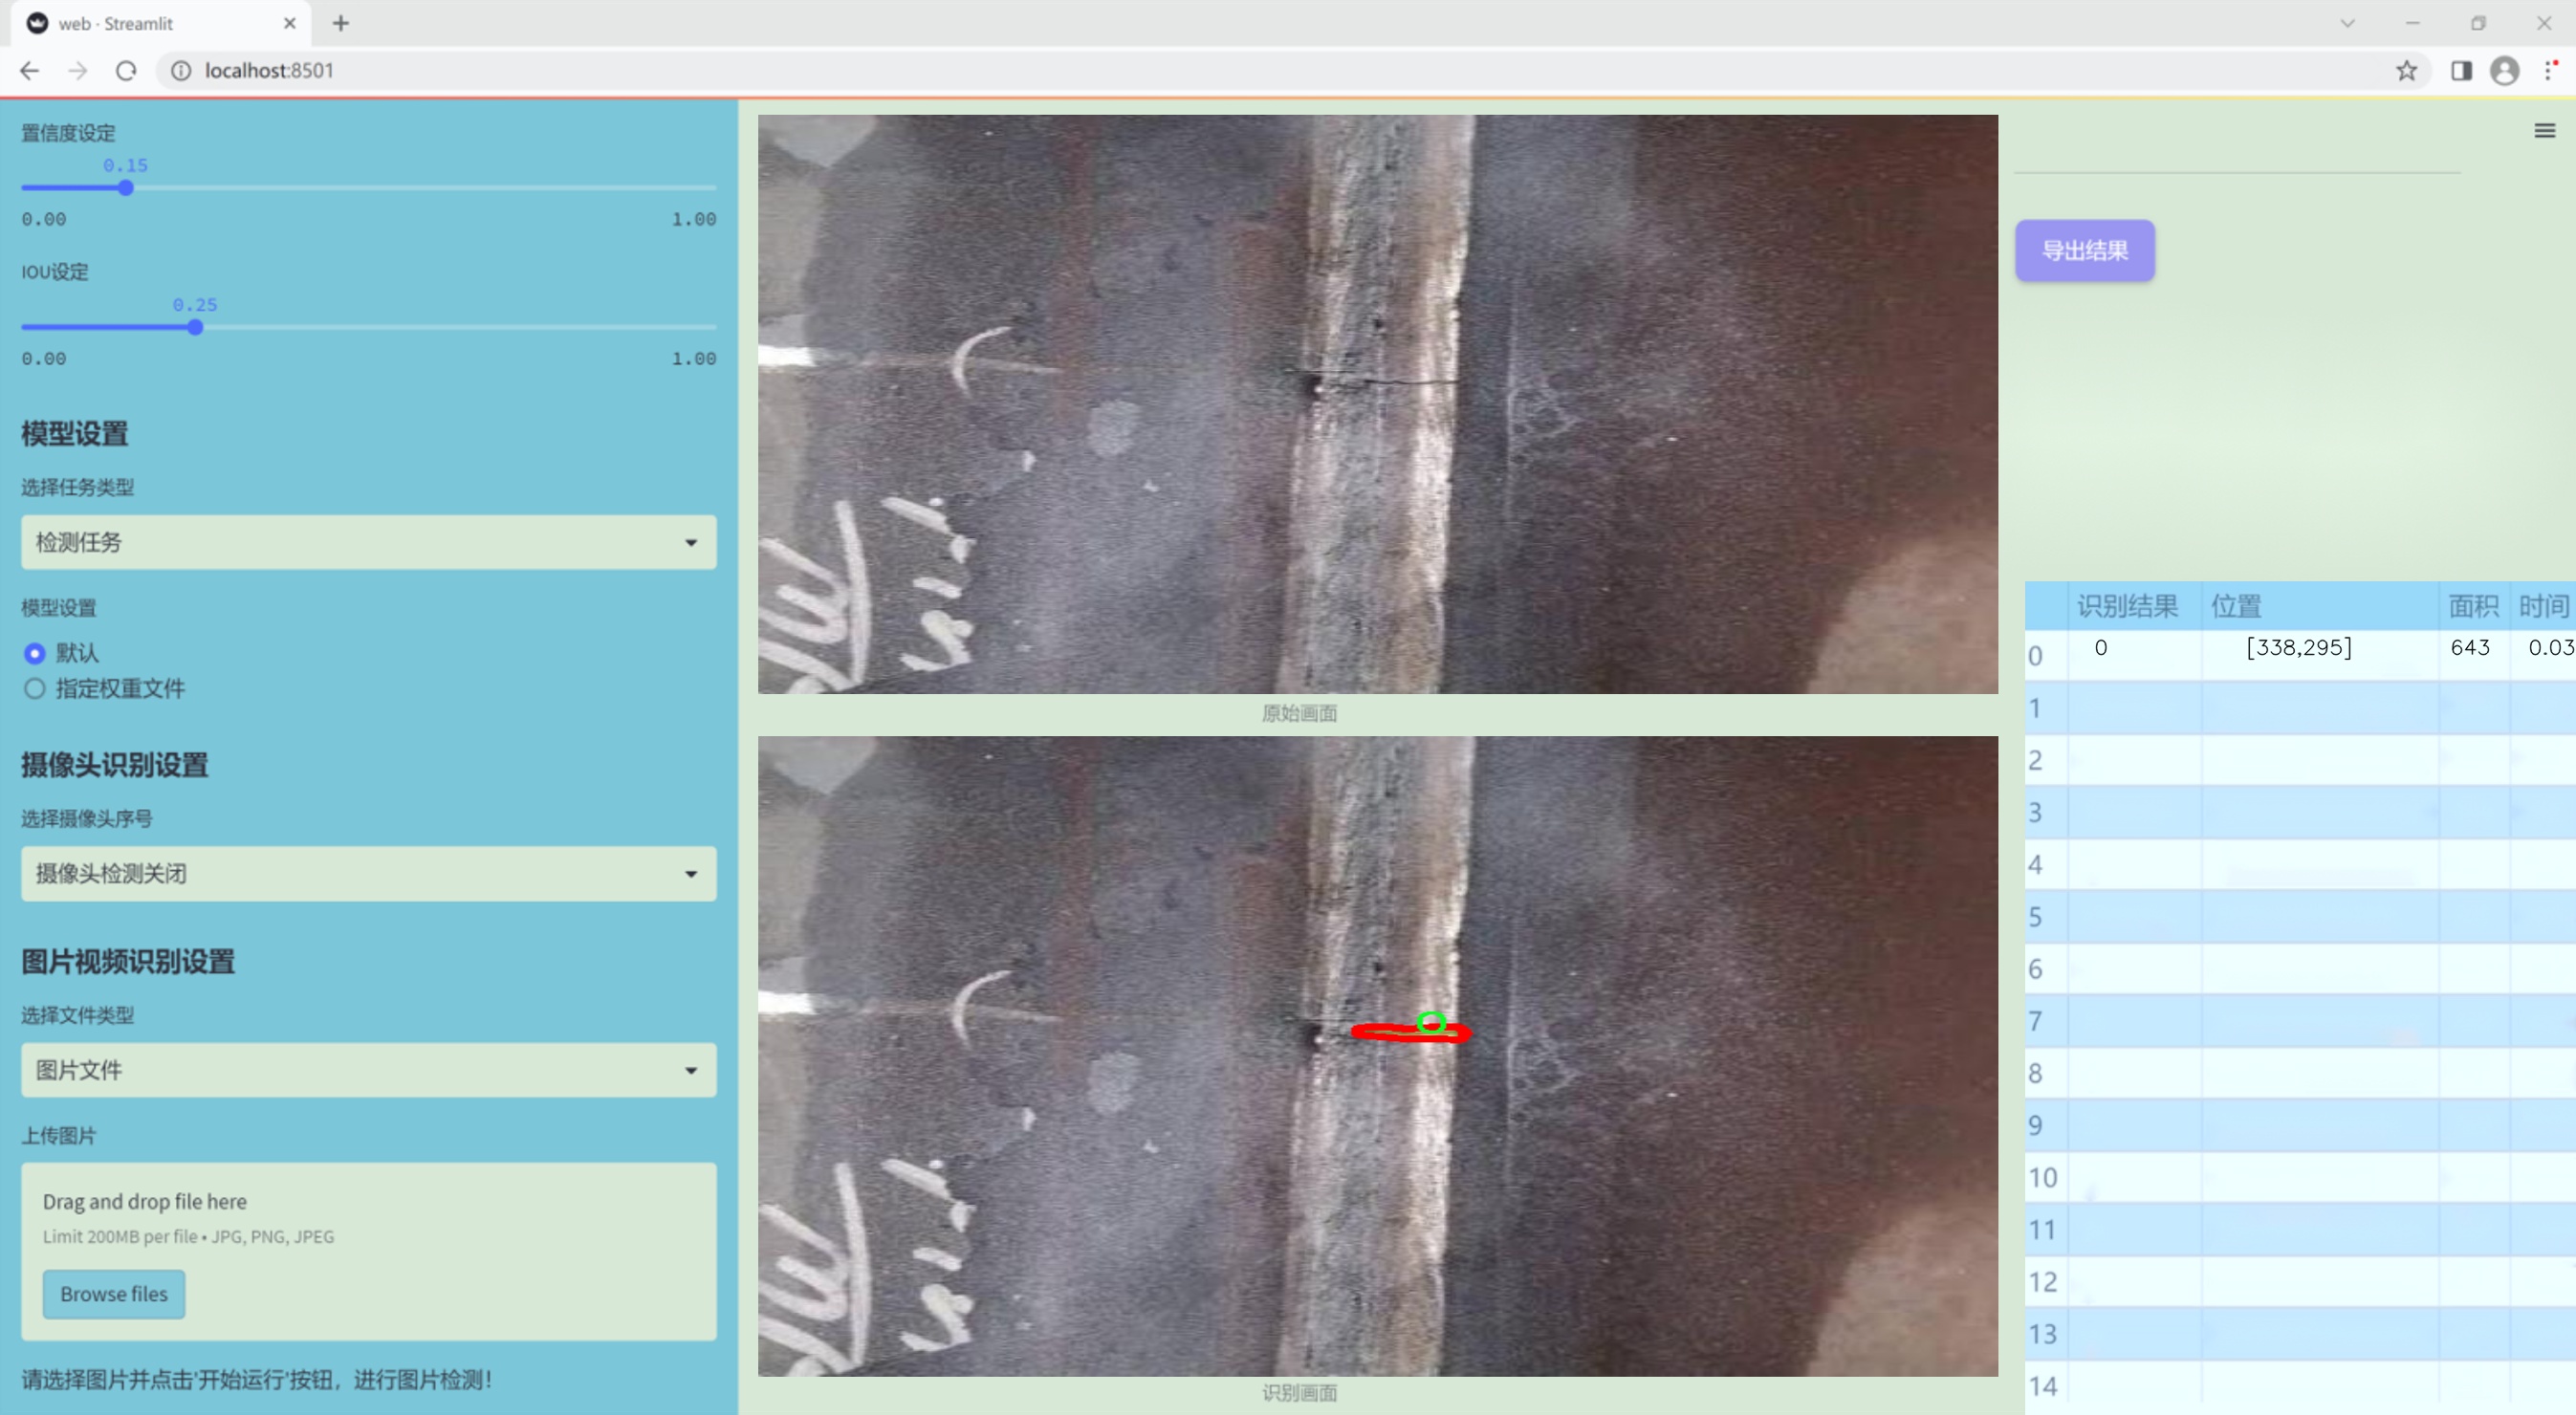 web · Streamlit
localhost:8501
置信度设定
0.15
0.00 1.00
IOU设定
0.25
0.00 1.00
模型设置
选择任务类型
检测任务
模型设置
默认
指定权重文件
摄像头识别设置
选择摄像头序号
摄像头检测关闭
图片视频识别设置
选择文件类型
图片文件
上传图片
Drag and drop file here
Limit 200MB per file • JPG, PNG, JPEG
Browse files
请选择图片并点击'开始运行'按钮，进行图片检测！
原始画面
识别画面
导出结果
识别结果 位置 面积 时间
0 0 [338,295] 643 0.03
1
2
3
4
5
6
7
8
9
10
11
12
13
14